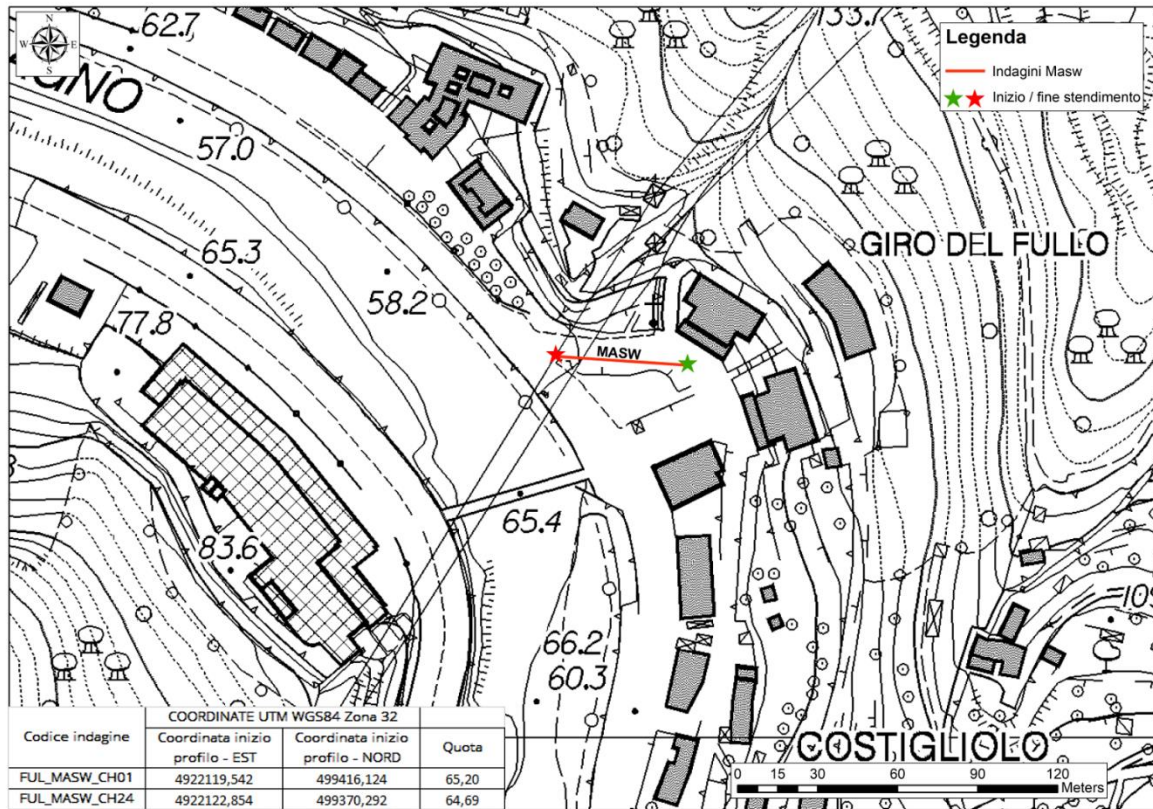 N
W E
S
62.7
133.7
GNO
Legenda
Indagini Masw
Inizio / fine stendimento
57.0
65.3
GIRO DEL FULLO
58.2
77.8
MASW
65.4
83.6
66.2
60.3
COSTIGLIOLO
0 15 30 60 90 120
Meters
COORDINATE UTM WGS84 Zona 32
Codice indagine Coordinata inizio profilo - EST Coordinata inizio profilo - NORD Quota
FUL_MASW_CH01 4922119,542 499416,124 65,20
FUL_MASW_CH24 4922122,854 499370,292 64,69